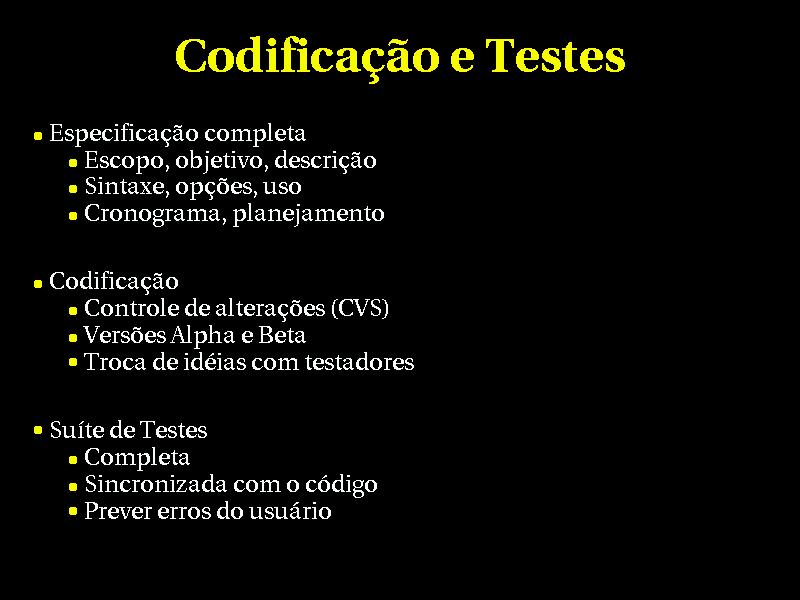 Codificação e Testes
Especificação completa
Escopo, objetivo, descrição
Sintaxe, opções, uso
Cronograma, planejamento
Codificação
Controle de alterações (CVS)
Versões Alpha e Beta
Troca de idéias com testadores
Suíte de Testes
Completa
Sincronizada com o código
Prever erros do usuário